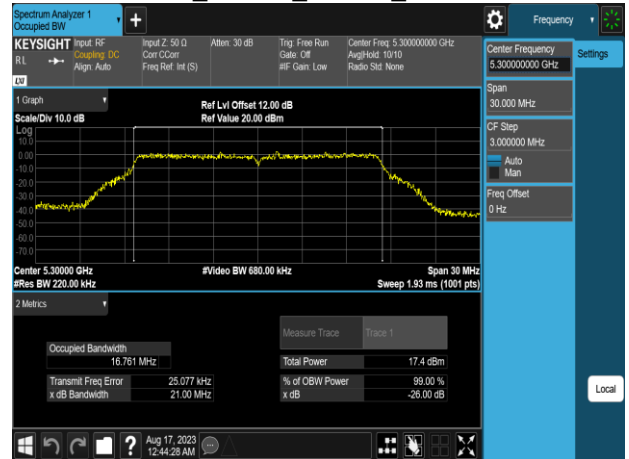 Spectrum Analyzer 1
Occupied BW
Frequency
KEYSIGHT
R L
LXI
Input: RF
Coupling: DC
Align: Auto
Input Z: 50 Ω
Corr CCorr
Freq Ref: Int (S)
Atten: 30 dB
Trig: Free Run
Gate: Off
#IF Gain: Low
Center Freq: 5.300000000 GHz
Avg|Hold: 10/10
Radio Std: None
Center Frequency
5.300000000 GHz
Settings
Span
30.000 MHz
CF Step
3.000000 MHz
Auto
Man
Freq Offset
0 Hz
Local
1 Graph
Scale/Div 10.0 dB
Ref Lvl Offset 12.00 dB
Ref Value 20.00 dBm
Log
10.0
0.00
-10.0
-20.0
-30.0
-40.0
-50.0
-60.0
-70.0
Center 5.30000 GHz
#Video BW 680.00 kHz
Span 30 MHz
#Res BW 220.00 kHz
Sweep 1.93 ms (1001 pts)
2 Metrics
Measure Trace
Trace 1
Occupied Bandwidth
16.761 MHz
Total Power
17.4 dBm
Transmit Freq Error
25.077 kHz
% of OBW Power
99.00 %
x dB Bandwidth
21.00 MHz
x dB
-26.00 dB
?
Aug 17, 2023
12:44:28 AM